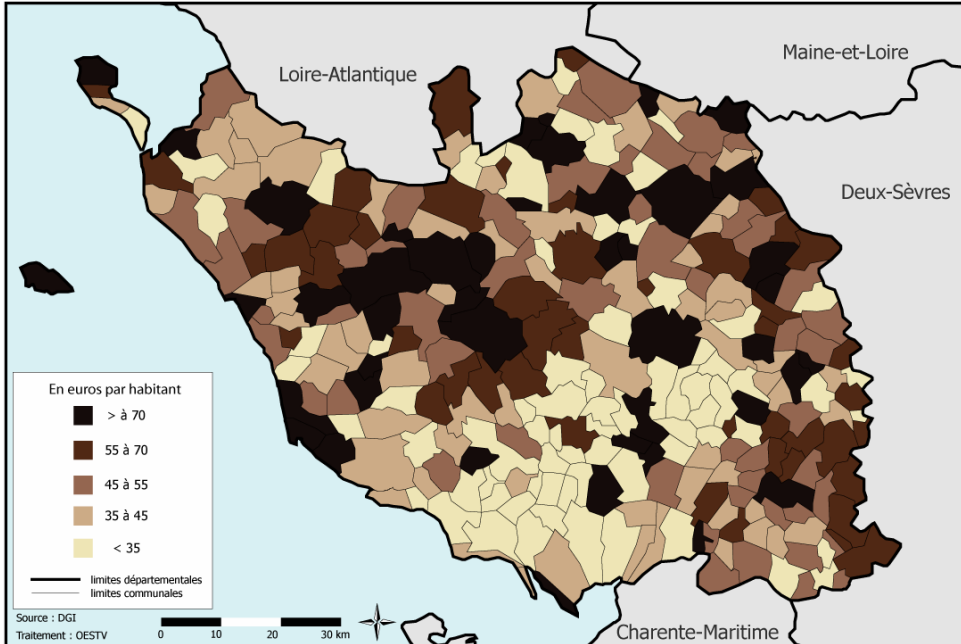 Maine-et-Loire
Loire-Atlantique
Deux-Sèvres
En euros par habitant
> à 70
55 à 70
45 à 55
35 à 45
< 35
limites départementales
limites communales
Source : DGI
Traitement : OESTV
0 10 20 30 km
Charente-Maritime